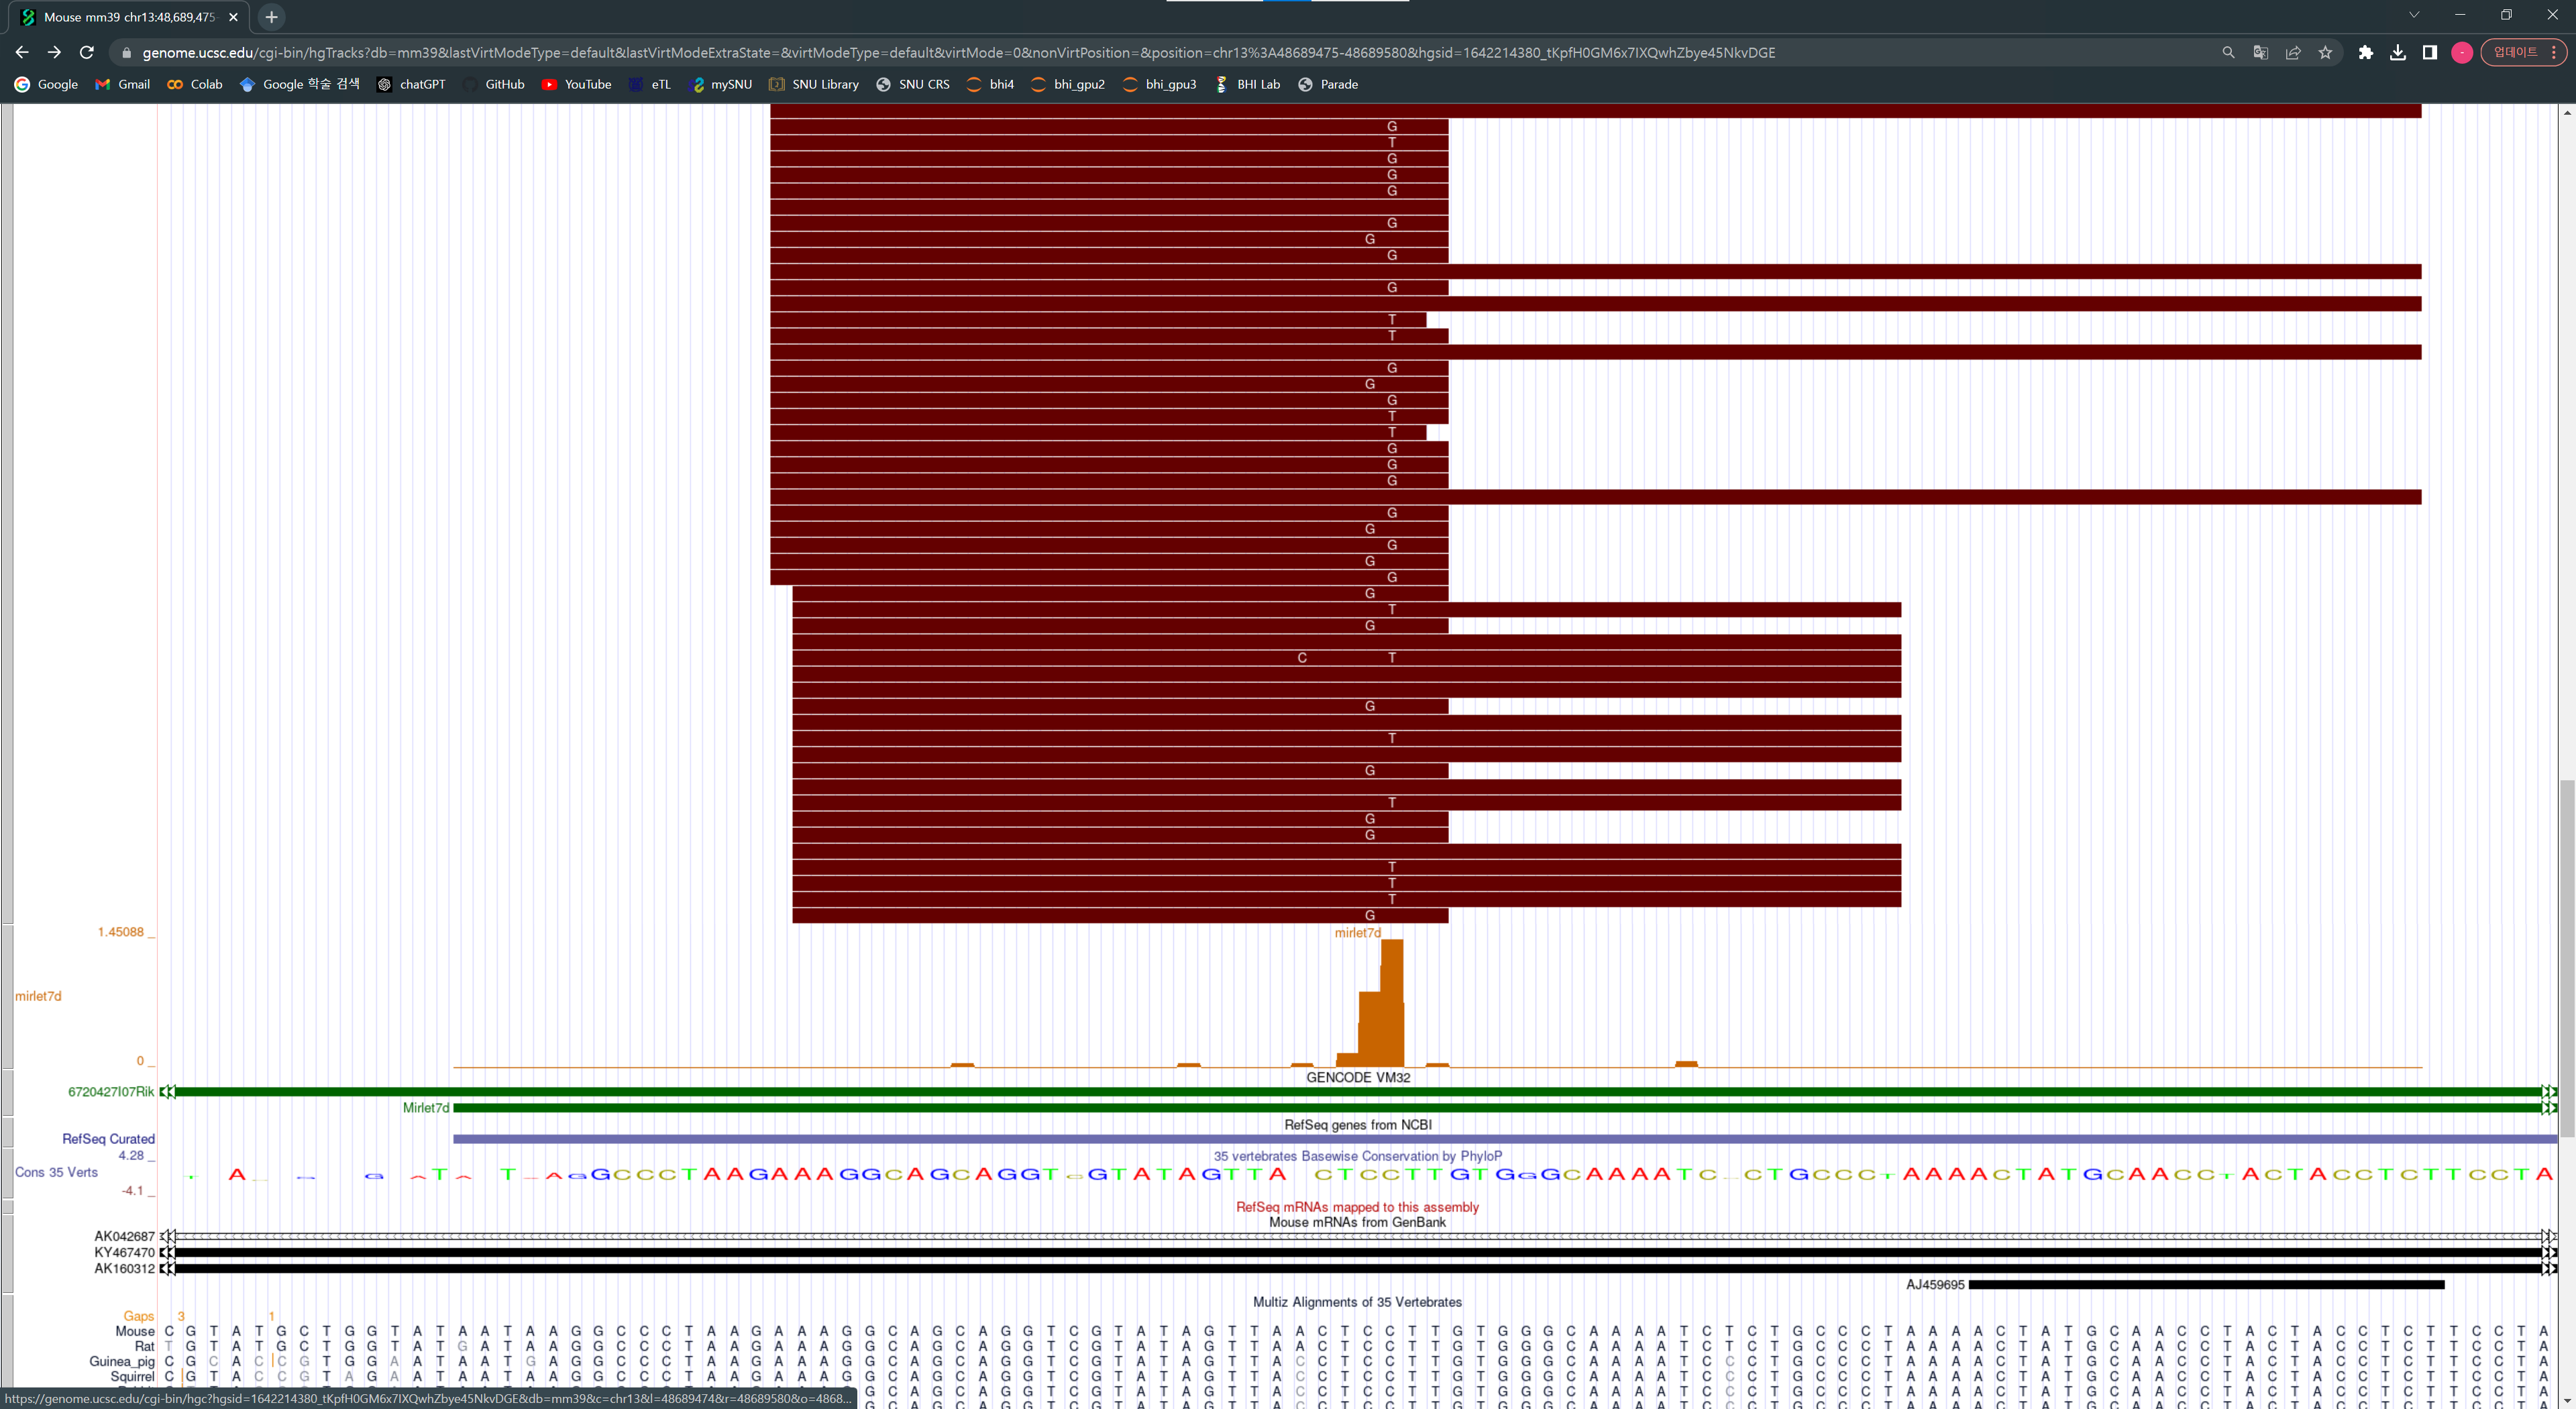 Mouse mm39 chr13:48,689,475-
genome.ucsc.edu/cgi-bin/hgTracks?db=mm39&lastVirtModeType=default&lastVirtModeExtraState=&virtModeType=default&virtMode=0&nonVirtPosition=&position=chr13%3A48689475-48689580&hgsid=1642214380_tKpfH0GM6x7IXQwhZbye45NkvDGE
업데이트
Google Gmail Colab Google 학술 검색 chatGPT GitHub YouTube eTL mySNU SNU Library SNU CRS bhi4 bhi_gpu2 bhi_gpu3 BHI Lab Parade
G
T
G
G
G
G
G
G
G
T
T
G
G
G
T
T
G
G
G
G
G
G
G
G
G
T
G
C T
G
T
G
T
G
G
T
T
T
G
1.45088 _
mirlet7d
mirlet7d
0 _
GENCODE VM32
6720427I07Rik
Mirlet7d
RefSeq genes from NCBI
RefSeq Curated
35 vertebrates Basewise Conservation by PhyloP
4.28 _
Cons 35 Verts
-4.1 _
RefSeq mRNAs mapped to this assembly
Mouse mRNAs from GenBank
AK042687
KY467470
AK160312
AJ459695
Multiz Alignments of 35 Vertebrates
Gaps 3 1
Mouse C G T A T G C T G G T A T A A T A A G G C C C T A A G A A A G G C A G C A G G T C G T A T A G T T A A C T C C T T G T G G G C A A A A T C T C T G C C C T A A A A C T A T G C A A C C T A C T A C C T C T T C C T A
Rat T G T A T G C T G G T A T G A T A A G G C C C T A A G A A A G G C A G C A G G T C G T A T A G T T A A C T C C T T G T G G G C A A A A T C T C T G C C C T A A A A C T A T G C A A C C T A C T A C C T C T T C C T A
Guinea_pig C G C A C C G T G G A A T A A T G A G G C C C T A A G A A A G G C A G C A G G T C G T A T A G T T A C C T C C T T G T G G G C A A A A T C C C T G C C C T A A A A C T A T G C A A C C T A C T A C C T C T T C C T A
Squirrel C G T A C C G T A G A A T A A T A A G G C C C T A A G A A A G G C A G C A G G T C G T A T A G T T A C C T C C T T G T G G G C A A A A T C C C T G C C C T A A A A C T A T G C A A C C T A C T A C C T C T T C C T A
https://genome.ucsc.edu/cgi-bin/hgc?hgsid=1642214380_tKpfH0GM6x7IXQwhZbye45NkvDGE&db=mm39&c=chr13&l=48689474&r=48689580&o=4868...